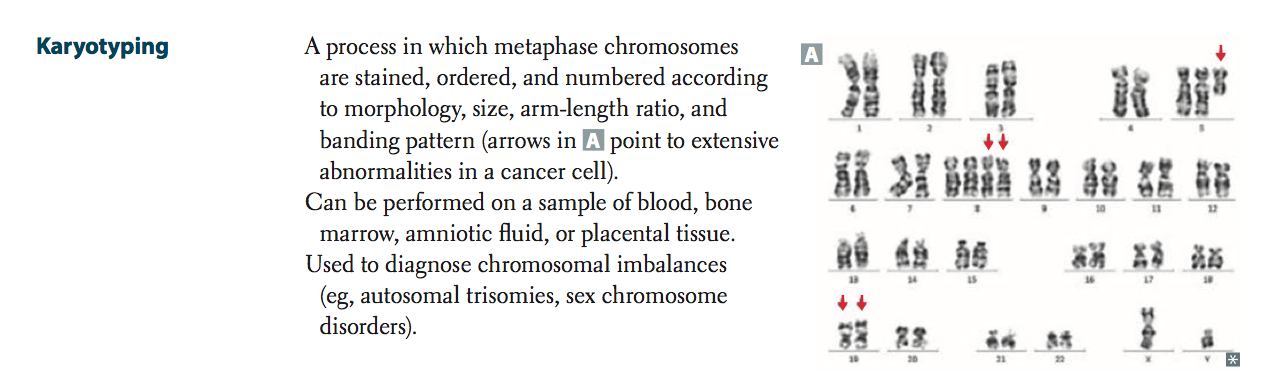 Karyotyping
A process in which metaphase chromosomes
are stained, ordered, and numbered according
to morphology, size, arm-length ratio, and
banding pattern (arrows in A point to extensive
abnormalities in a cancer cell).
Can be performed on a sample of blood, bone
marrow, amniotic fluid, or placental tissue.
Used to diagnose chromosomal imbalances
(eg, autosomal trisomies, sex chromosome
disorders).
A
1 2 3 4 5
6 7 8 9 10 11 12
13 14 15 16 17 18
19 20 21 22 X Y